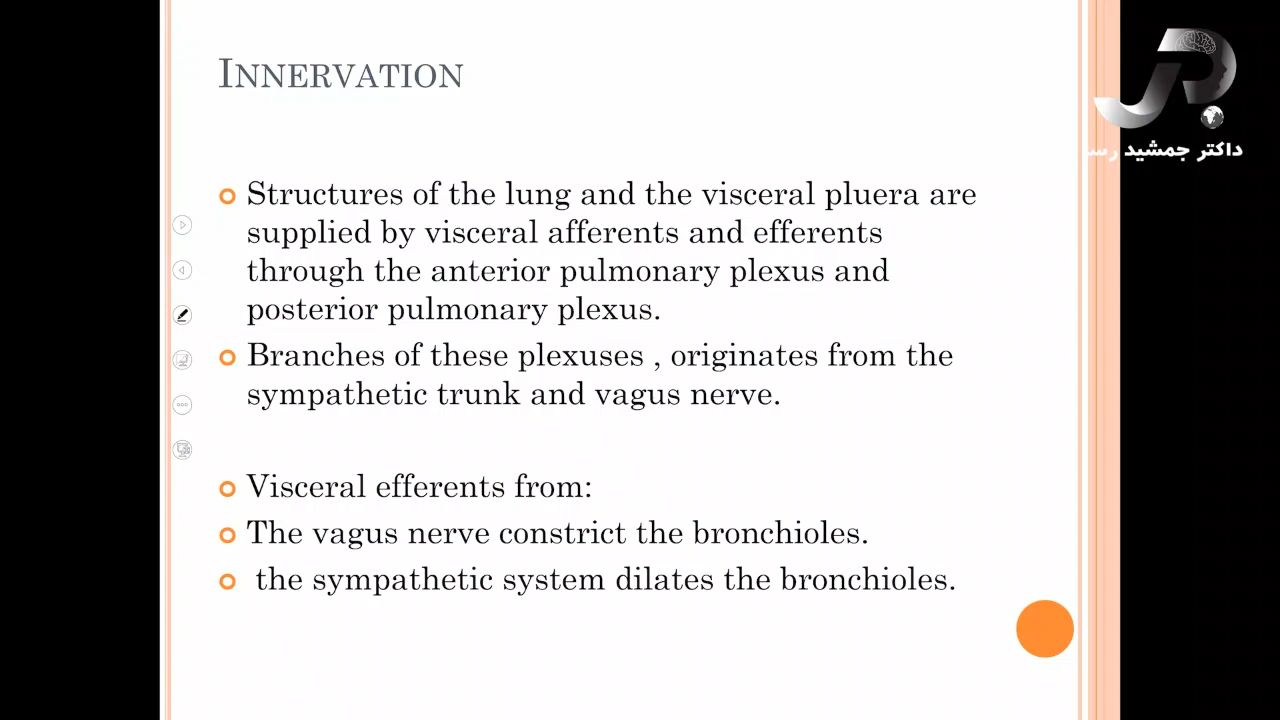 INNERVATION
Structures of the lung and the visceral pluera are
supplied by visceral afferents and efferents
through the anterior pulmonary plexus and
posterior pulmonary plexus.
Branches of these plexuses , originates from the
sympathetic trunk and vagus nerve.
Visceral efferents from:
The vagus nerve constrict the bronchioles.
the sympathetic system dilates the bronchioles.
داکتر جمشید